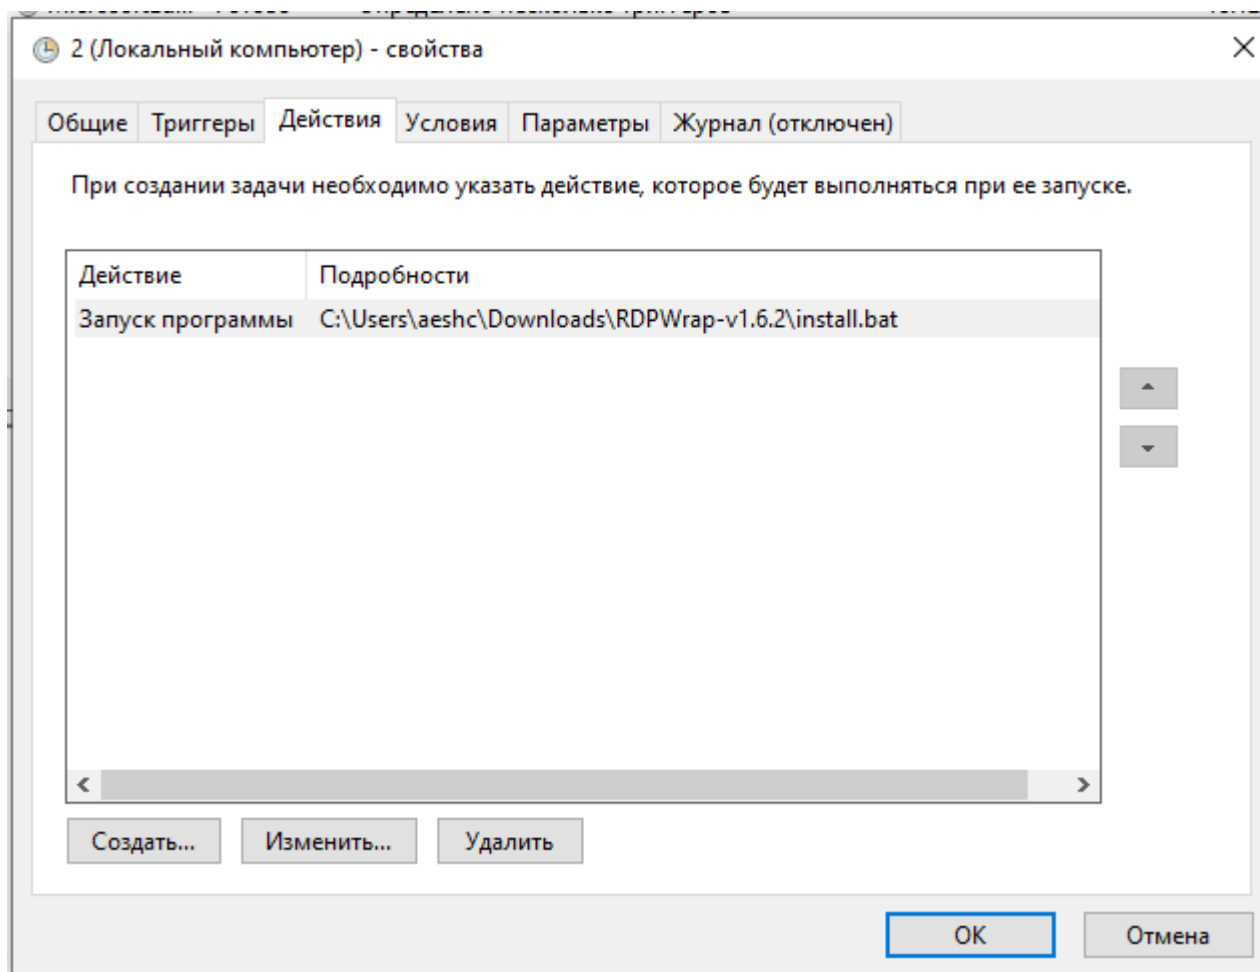 2 (Локальный компьютер) - свойства
Общие Триггеры Действия Условия Параметры Журнал (отключен)
При создании задачи необходимо указать действие, которое будет выполняться при ее запуске.
Действие Подробности
Запуск программы C:\Users\aeshc\Downloads\RDPWrap-v1.6.2\install.bat
Создать... Изменить... Удалить
ОК Отмена